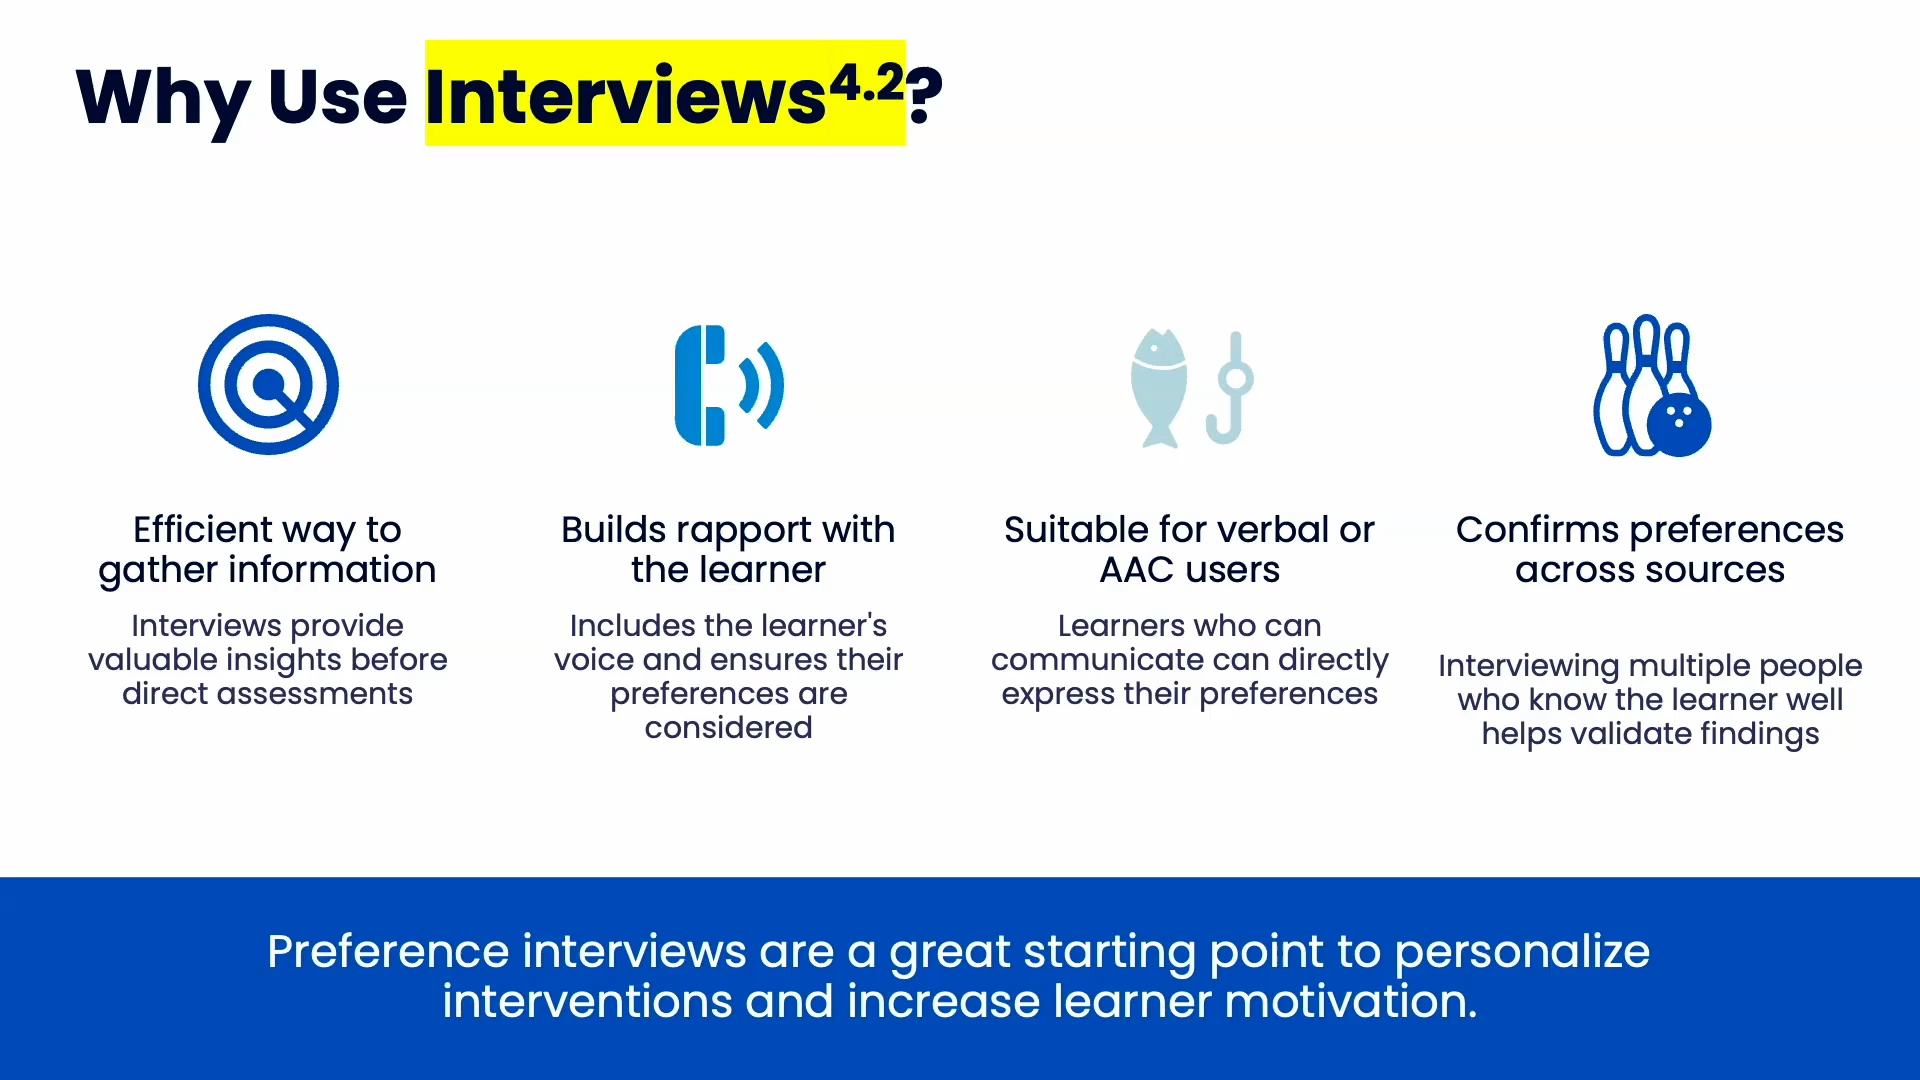 Why Use Interviews4.2?
Efficient way to
gather information
Interviews provide
valuable insights before
direct assessments
Builds rapport with
the learner
Includes the learner's
voice and ensures their
preferences are
considered
Suitable for verbal or
AAC users
Learners who can
communicate can directly
express their preferences
Confirms preferences
across sources
Interviewing multiple people
who know the learner well
helps validate findings
Preference interviews are a great starting point to personalize
interventions and increase learner motivation.